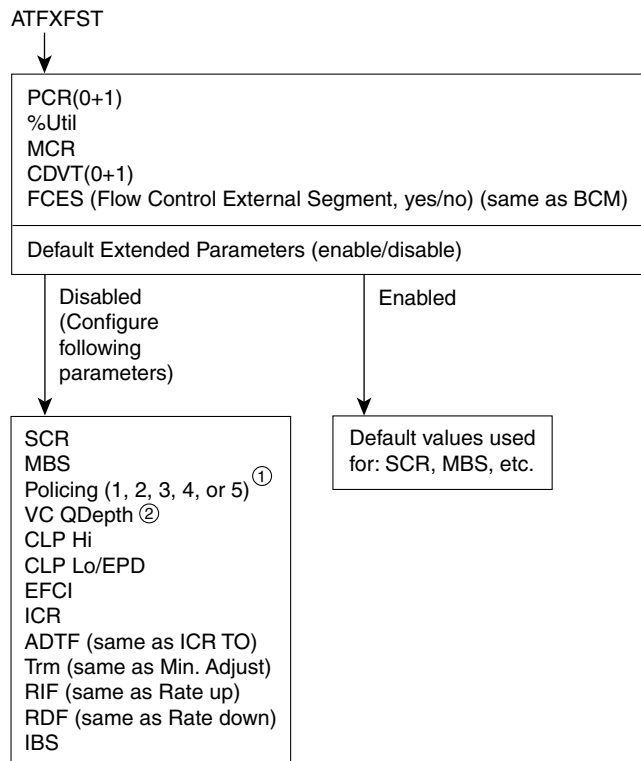 ATFXFST
PCR(0+1)
%Util
MCR
CDVT(0+1)
FCES (Flow Control External Segment, yes/no) (same as BCM)
Default Extended Parameters (enable/disable)
Disabled
(Configure
following
parameters)
Enabled
SCR
MBS
Policing (1, 2, 3, 4, or 5) ①
VC QDepth ②
CLP Hi
CLP Lo/EPD
EFCI
ICR
ADTF (same as ICR TO)
Trm (same as Min. Adjust)
RIF (same as Rate up)
RDF (same as Rate down)
IBS
Default values used
for: SCR, MBS, etc.